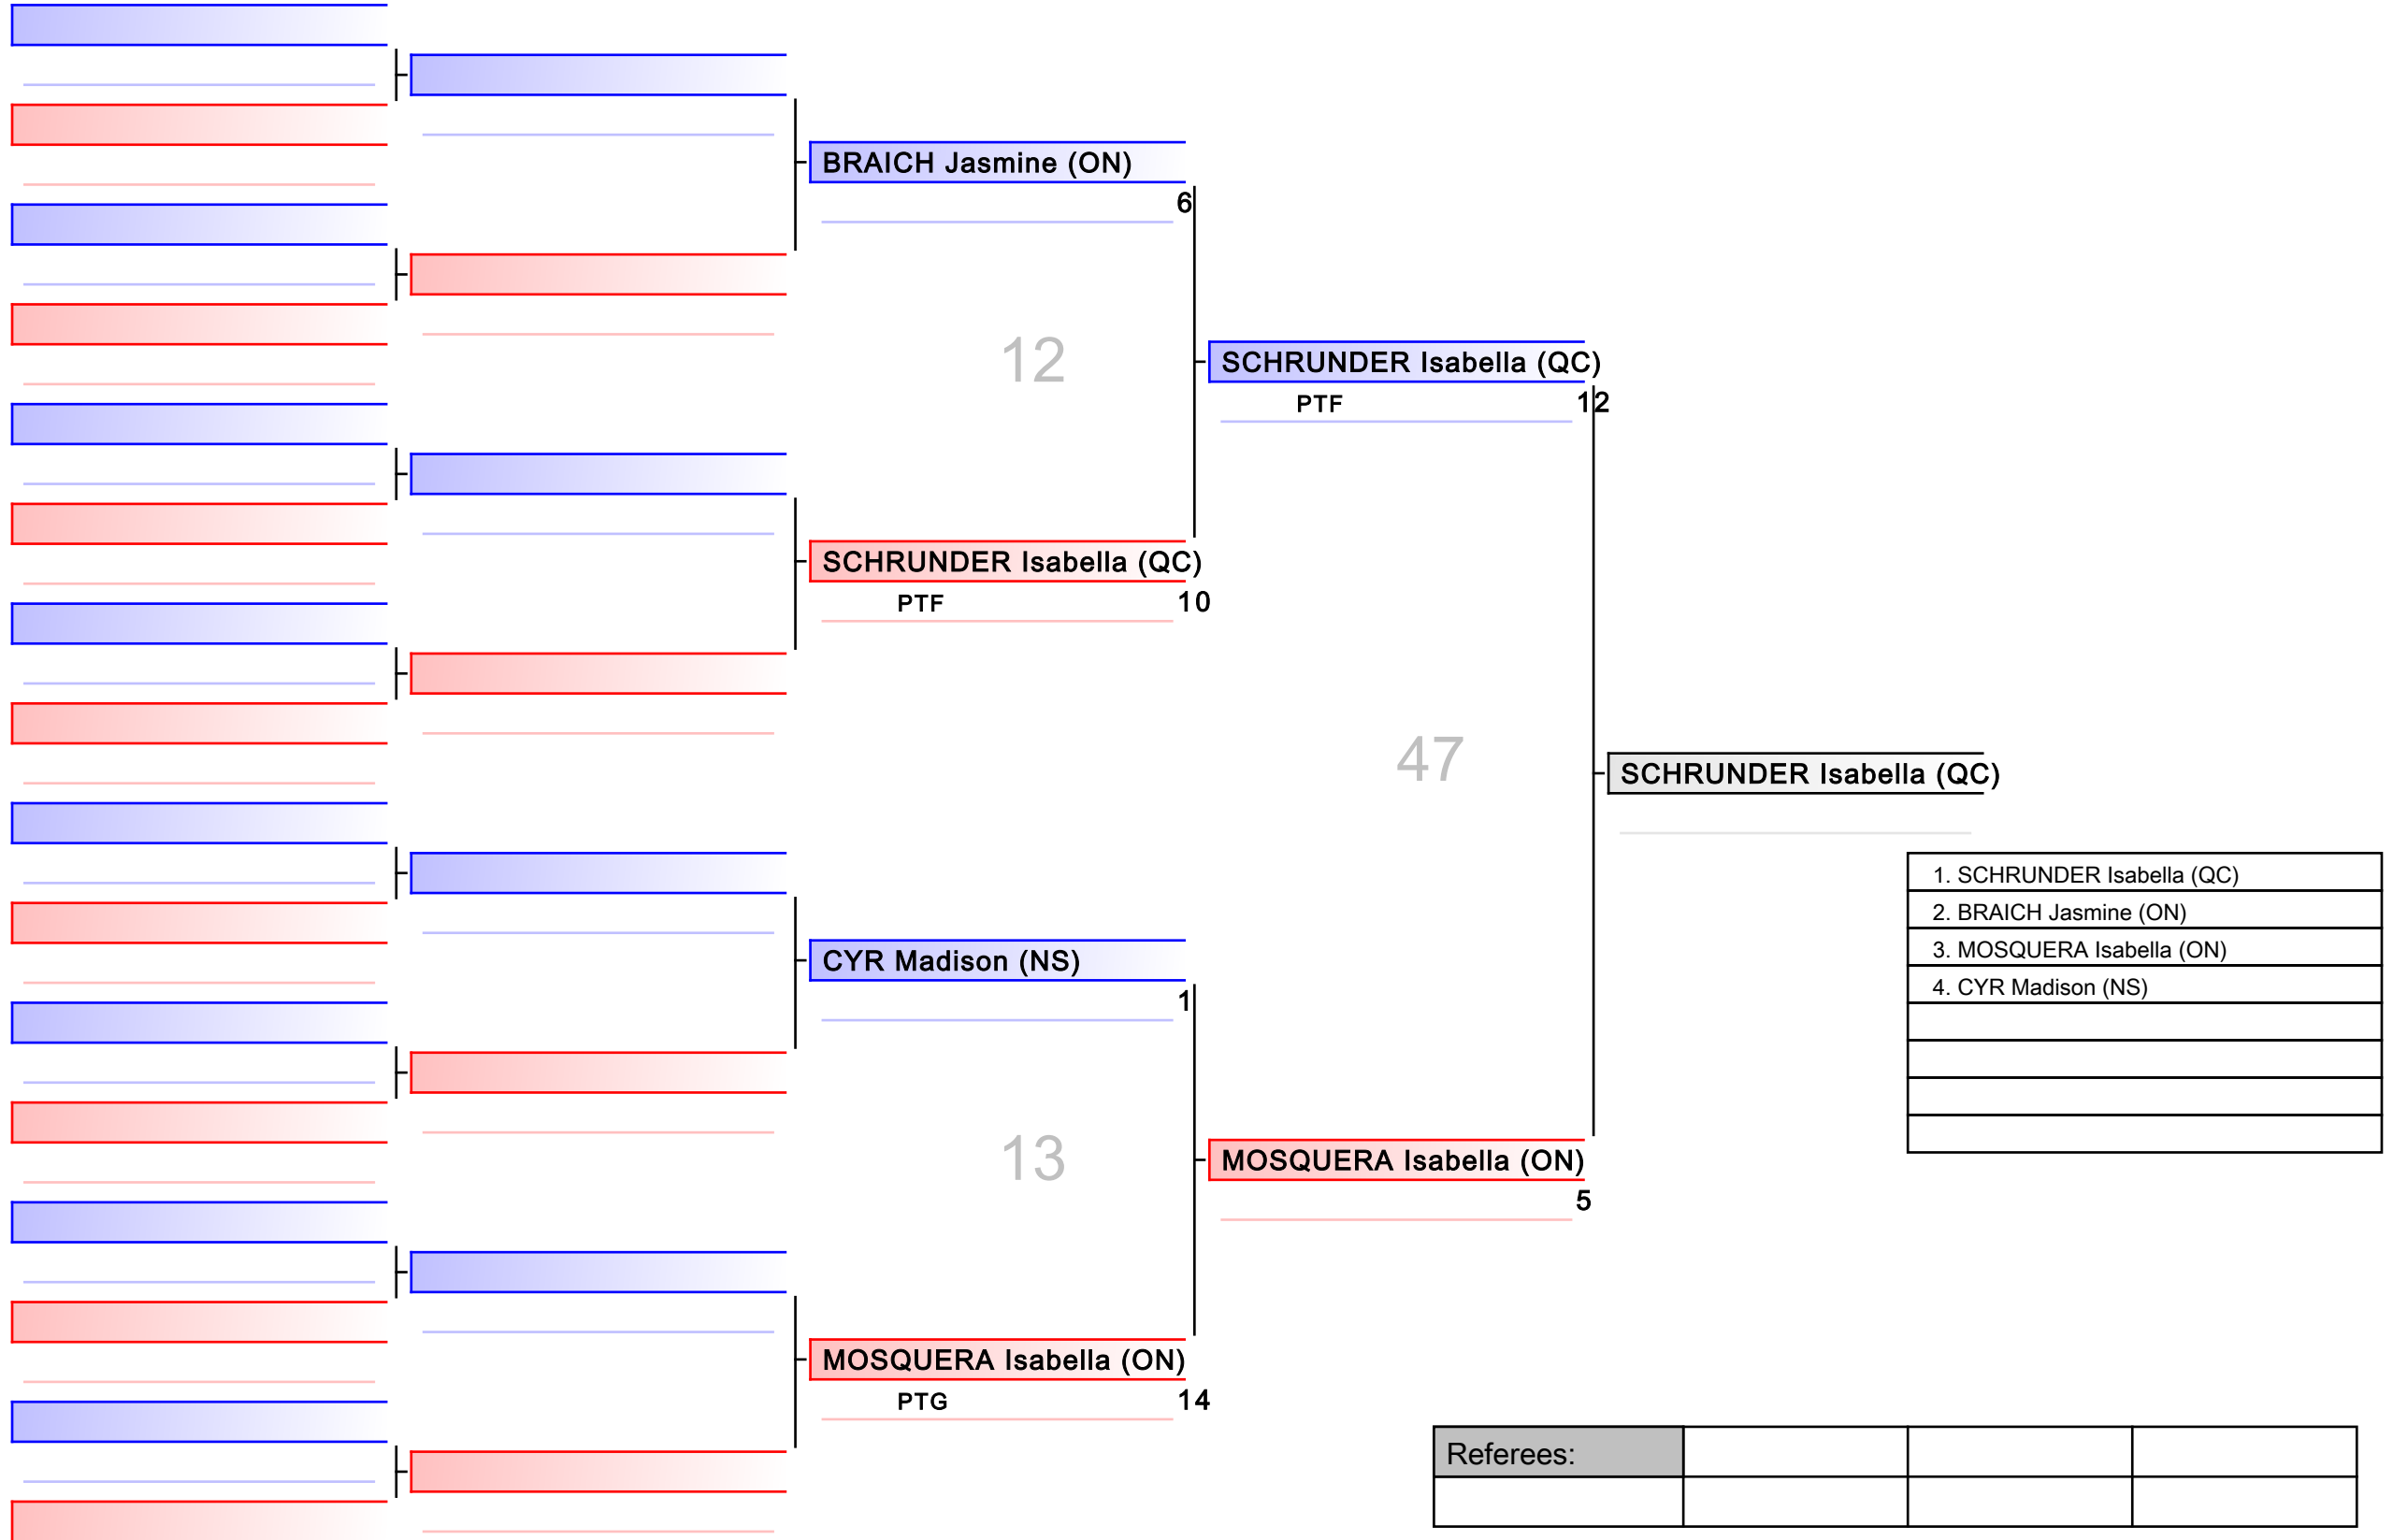 BRAICH Jasmine (ON)
6
12
SCHRUNDER Isabella (QC)
PTF 10
SCHRUNDER Isabella (QC)
PTF 12
47
SCHRUNDER Isabella (QC)
CYR Madison (NS)
1
13
MOSQUERA Isabella (ON)
PTG 14
MOSQUERA Isabella (ON)
5
1. SCHRUNDER Isabella (QC)
2. BRAICH Jasmine (ON)
3. MOSQUERA Isabella (ON)
4. CYR Madison (NS)
Referees: